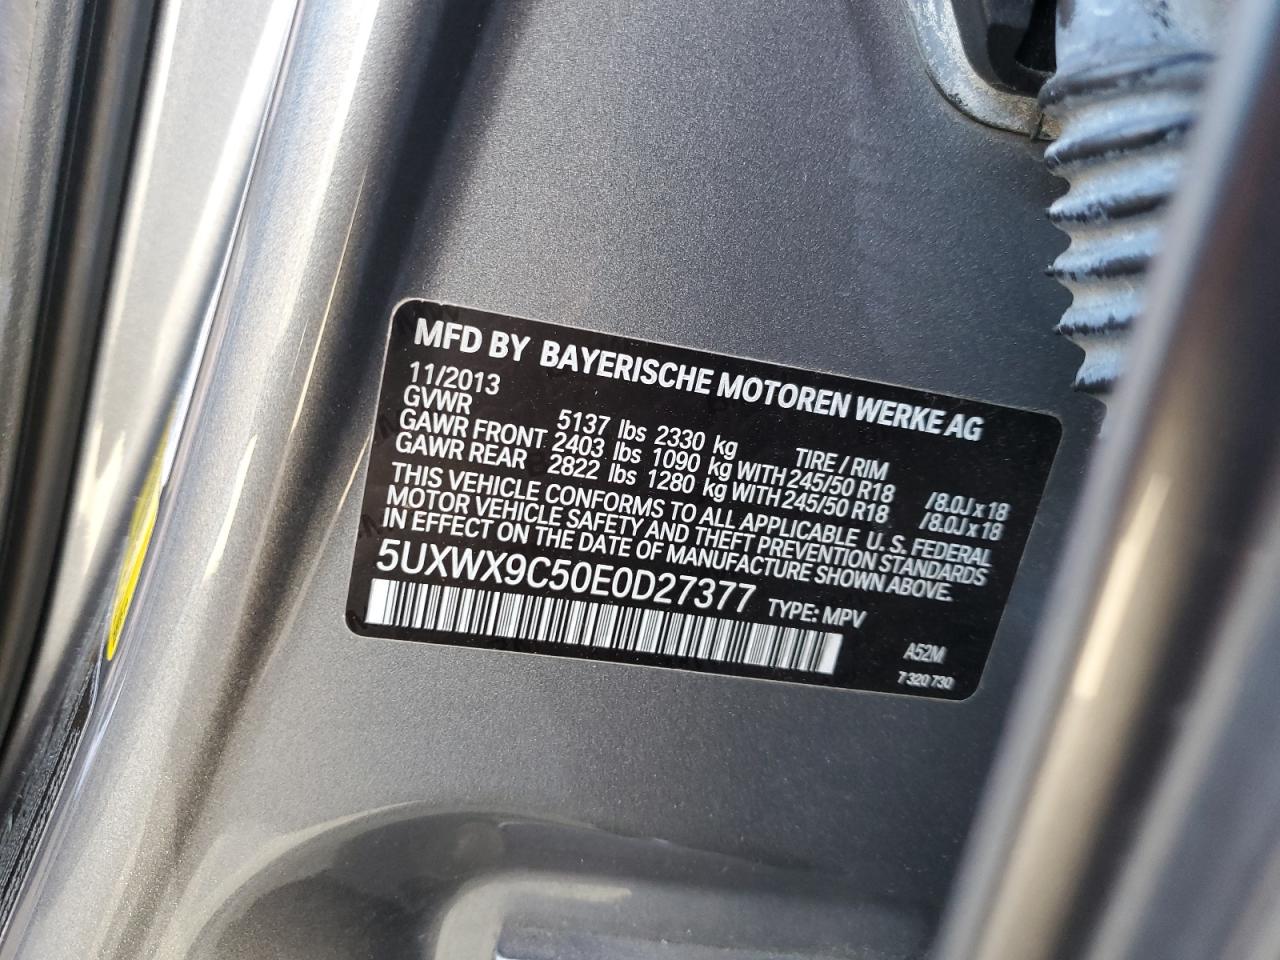 MFD BY BAYERISCHE MOTOREN WERKE AG
11/2013
GVWR 5137 lbs 2330 kg TIRE / RIM
GAWR FRONT 2403 lbs 1090 kg WITH 245/50 R18 /8.0J x 18
GAWR REAR 2822 lbs 1280 kg WITH 245/50 R18 /8.0J x 18
THIS VEHICLE CONFORMS TO ALL APPLICABLE U. S. FEDERAL
MOTOR VEHICLE SAFETY AND THEFT PREVENTION STANDARDS
IN EFFECT ON THE DATE OF MANUFACTURE SHOWN ABOVE.
5UXWX9C50E0D27377 TYPE: MPV
A52M
7 320 730